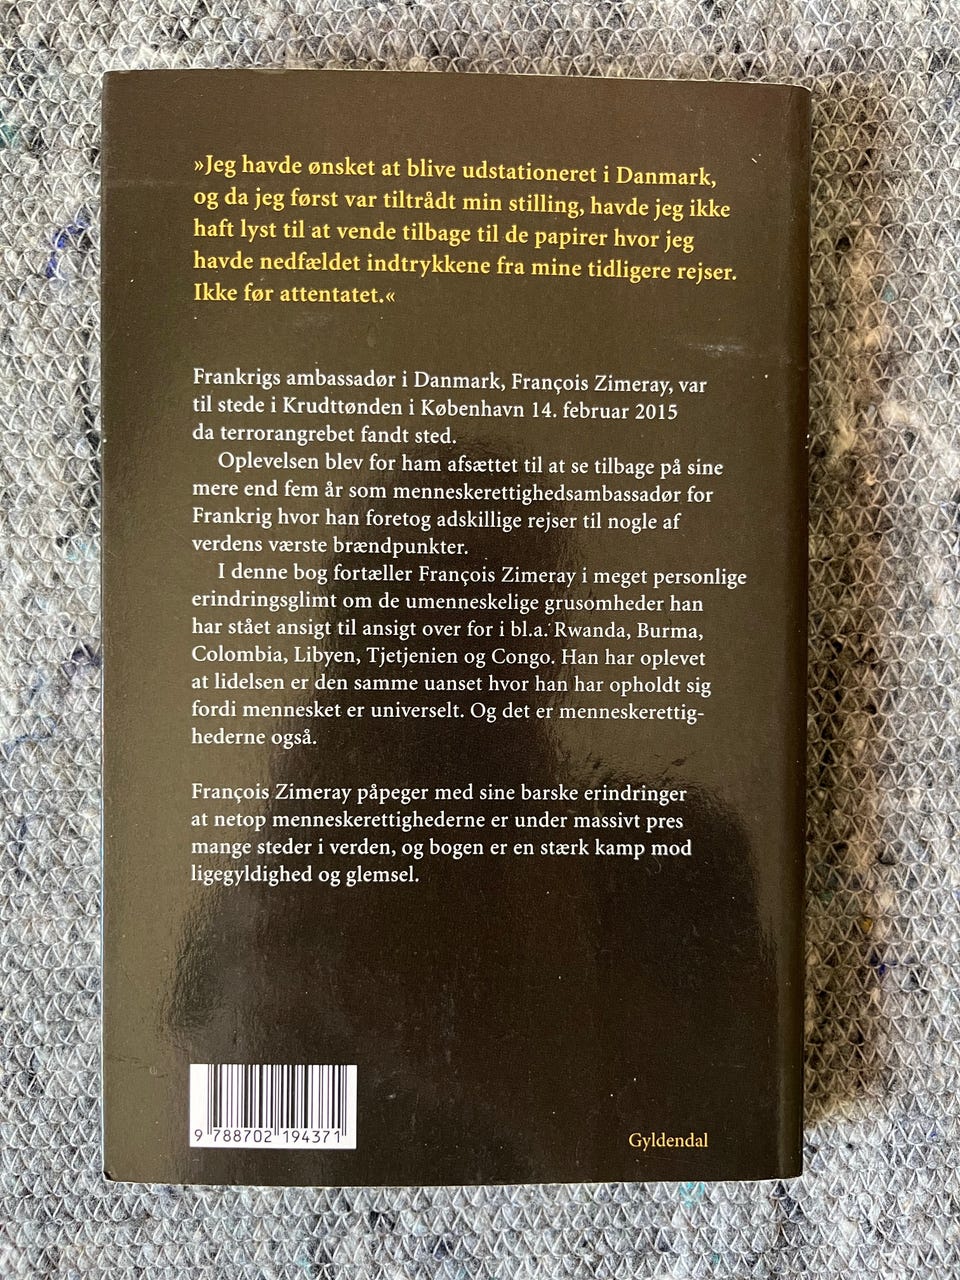 »Jeg havde ønsket at blive udstationeret i Danmark,
og da jeg først var tiltrådt min stilling, havde jeg ikke
haft lyst til at vende tilbage til de papirer hvor jeg
havde nedfældet indtrykkene fra mine tidligere rejser.
Ikke før attentatet.«
Frankrigs ambassadør i Danmark, François Zimeray, var
til stede i Krudttønden i København 14. februar 2015
da terrorangrebet fandt sted.
Oplevelsen blev for ham afsættet til at se tilbage på sine
mere end fem år som menneskerettighedsambassadør for
Frankrig hvor han foretog adskillige rejser til nogle af
verdens værste brændpunkter.
I denne bog fortæller François Zimeray i meget personlige
erindringsglimt om de umenneskelige grusomheder han
har stået ansigt til ansigt over for i bl.a. Rwanda, Burma,
Colombia, Libyen, Tjetjenien og Congo. Han har oplevet
at lidelsen er den samme uanset hvor han har opholdt sig
fordi mennesket er universelt. Og det er menneskerettig-
hederne også.
François Zimeray påpeger med sine barske erindringer
at netop menneskerettighederne er under massivt pres
mange steder i verden, og bogen er en stærk kamp mod
ligegyldighed og glemsel.
9 788702 194371
Gyldendal